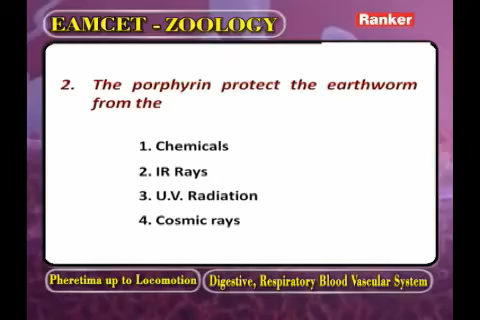 EAMCET - ZOOLOGY
Ranker
2. The porphyrin protect the earthworm
from the
1. Chemicals
2. IR Rays
3. U.V. Radiation
4. Cosmic rays
Pheretima up to Locomotion
Digestive, Respiratory Blood Vascular System